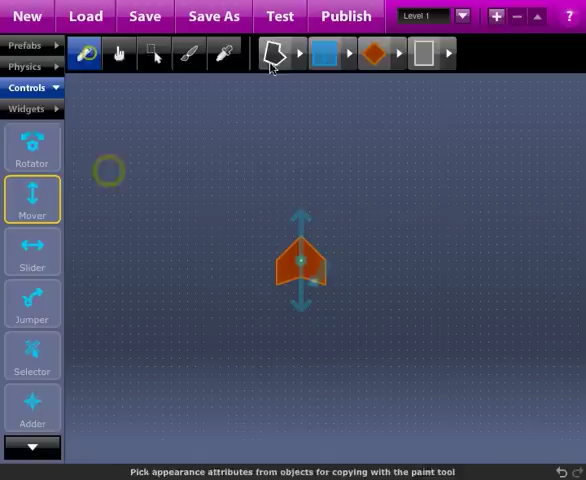 New Load Save Save As Test Publish Level 1
Prefabs
Physics
Controls
Widgets
Rotator
Mover
Slider
Jumper
Selector
Adder
Pick appearance attributes from objects for copying with the paint tool